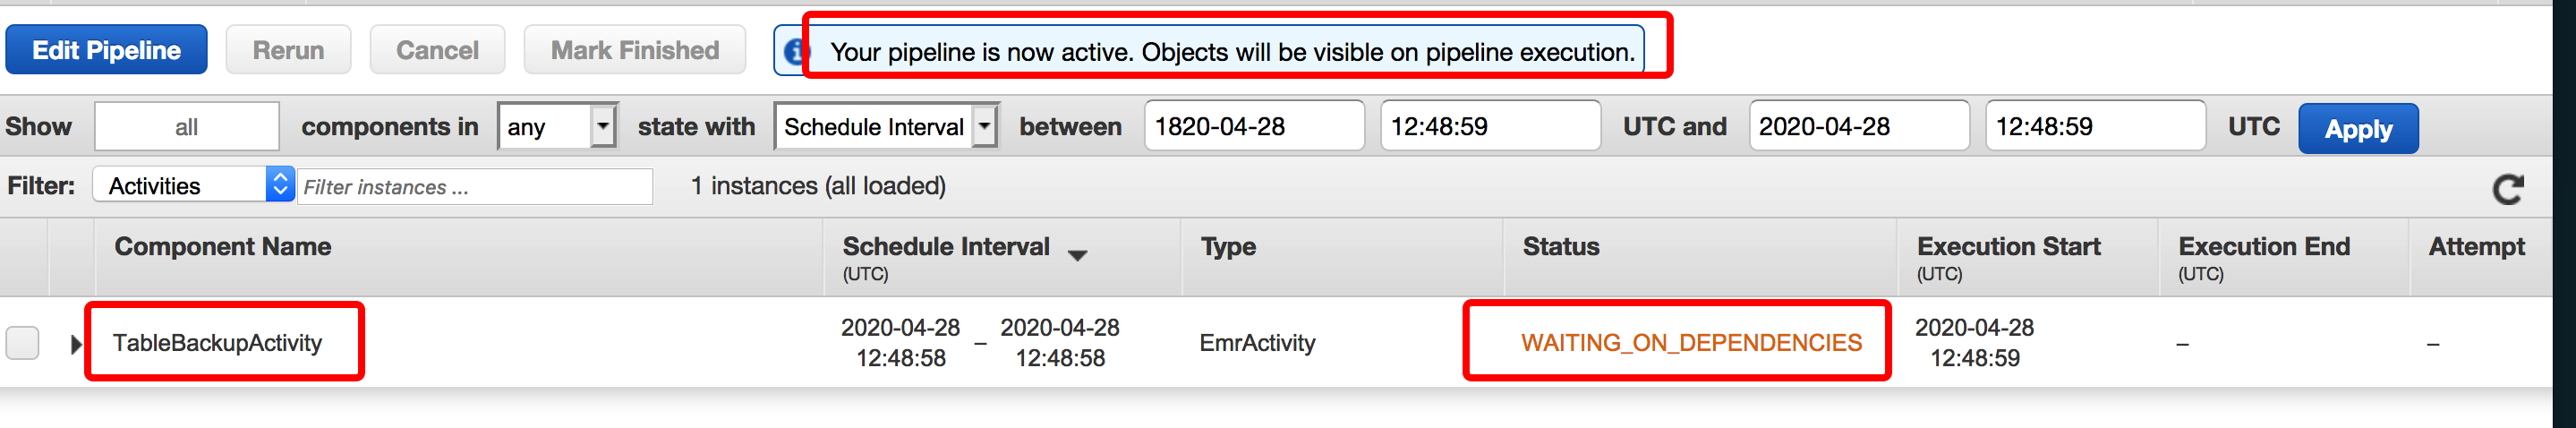 Edit Pipeline Rerun Cancel Mark Finished Your pipeline is now active. Objects will be visible on pipeline execution.
Show all components in any state with Schedule Interval between 1820-04-28 12:48:59 UTC and 2020-04-28 12:48:59 UTC Apply
Filter: Activities Filter instances ... 1 instances (all loaded)
Component Name Schedule Interval (UTC) Type Status Execution Start (UTC) Execution End (UTC) Attempt
TableBackupActivity 2020-04-28 12:48:58 – 2020-04-28 12:48:58 EmrActivity WAITING_ON_DEPENDENCIES 2020-04-28 12:48:59 – –